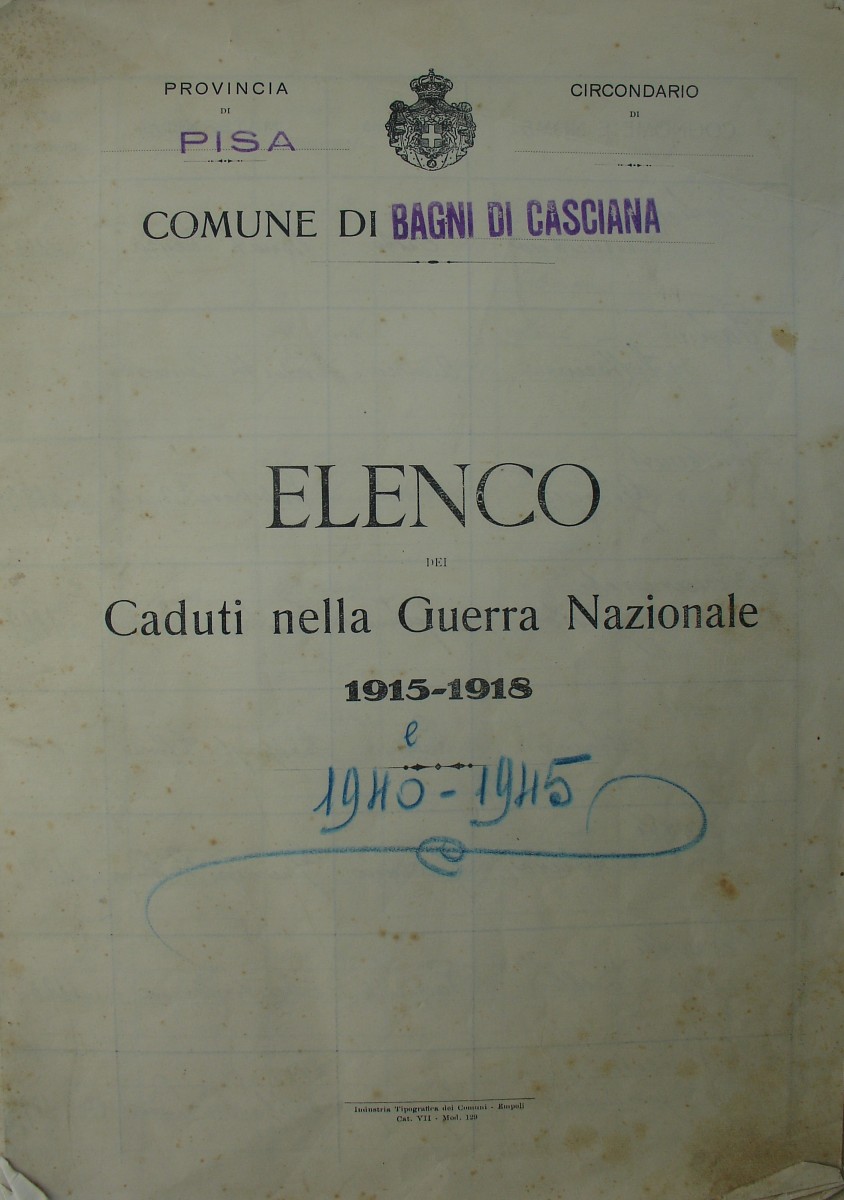 PROVINCIA
DI
PISA
CIRCONDARIO
DI
COMUNE DI BAGNI DI CASCIANA
ELENCO
DEI
Caduti nella Guerra Nazionale
1915-1918
e
1940-1945
Industria Tipografica dei Comuni - Empoli
Cat. VII - Mod. 129